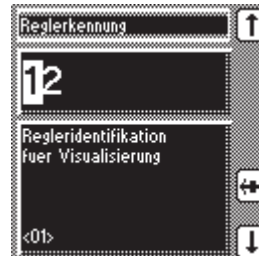 Reglerkennung
12
Regleridentifikation
fuer Visualisierung
<01>